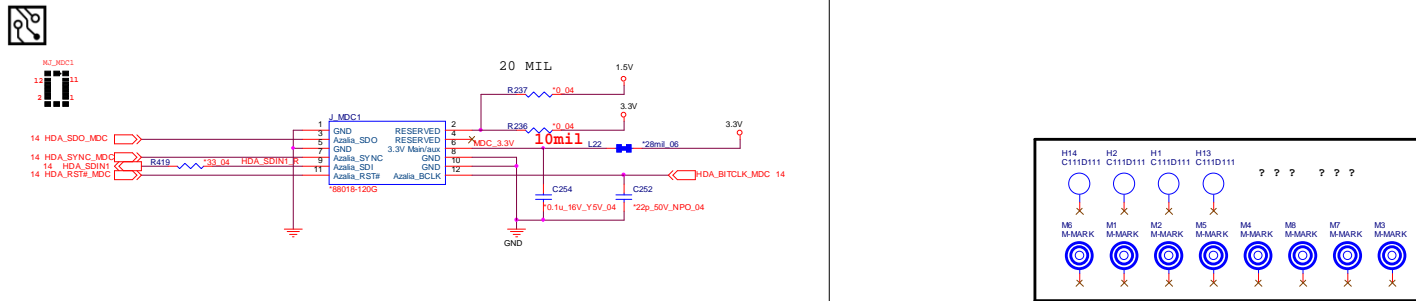 MJ_MDC1
12 11
2 1
20 MIL
1.5V
R237 *0_04
3.3V
R236 *0_04
3.3V
10mil
J_MDC1
14 HDA_SDO_MDC
14 HDA_SYNC_MDC
14 HDA_SDIN1
14 HDA_RST#_MDC
R419 *33_04 HDA_SDIN1_R
1 GND RESERVED 2
3 Azalia_SDO RESERVED 4
5 GND 3.3V Main/aux 6
7 Azalia_SYNC GND 8
9 Azalia_SDI GND 10
11 Azalia_RST# Azalia_BCLK 12
*88018-120G
MDC_3.3V
L22 *28mil_06
HDA_BITCLK_MDC 14
C254
*0.1u_16V_Y5V_04
C252
*22p_50V_NPO_04
GND
H14 H2 H1 H13
C111D111 C111D111 C111D111 C111D111
? ? ? ? ? ?
M6 M1 M2 M5 M4 M8 M7 M3
M-MARK M-MARK M-MARK M-MARK M-MARK M-MARK M-MARK M-MARK